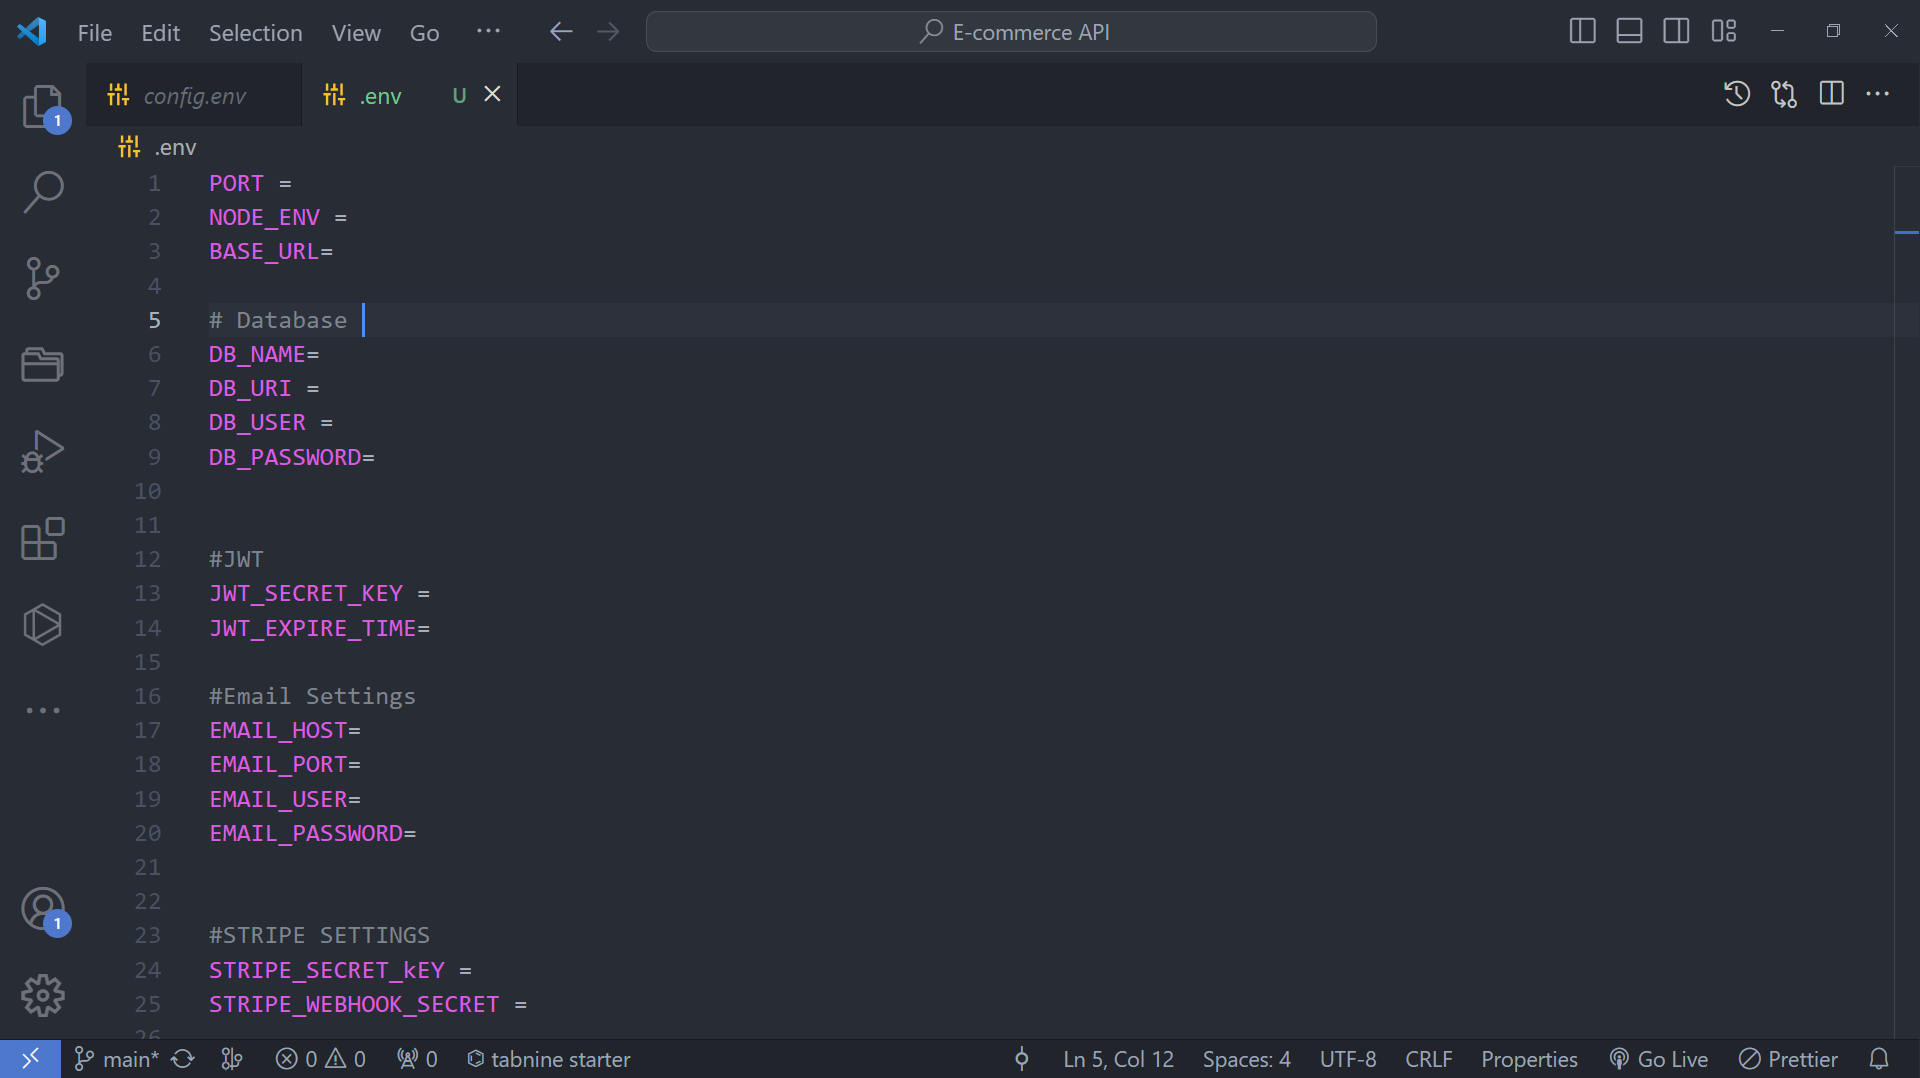 File Edit Selection View Go ···
E-commerce API
config.env
.env U
.env
1
1 PORT =
2 NODE_ENV =
3 BASE_URL=
4
5 # Database
6 DB_NAME=
7 DB_URI =
8 DB_USER =
9 DB_PASSWORD=
10
11
12 #JWT
13 JWT_SECRET_KEY =
14 JWT_EXPIRE_TIME=
15
16 #Email Settings
17 EMAIL_HOST=
18 EMAIL_PORT=
19 EMAIL_USER=
20 EMAIL_PASSWORD=
21
22
23 #STRIPE SETTINGS
24 STRIPE_SECRET_kEY =
25 STRIPE_WEBHOOK_SECRET =
26
1
main* 0 0 0 tabnine starter Ln 5, Col 12 Spaces: 4 UTF-8 CRLF Properties Go Live Prettier